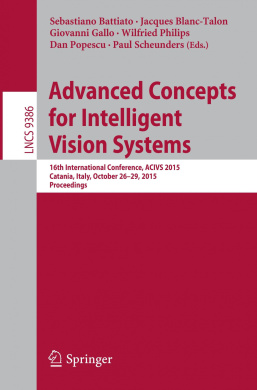 Sebastiano Battiato · Jacques Blanc-Talon
Giovanni Gallo · Wilfried Philips
Dan Popescu · Paul Scheunders (Eds.)
LNCS 9386
Advanced Concepts
for Intelligent
Vision Systems
16th International Conference, ACIVS 2015
Catania, Italy, October 26–29, 2015
Proceedings
Springer